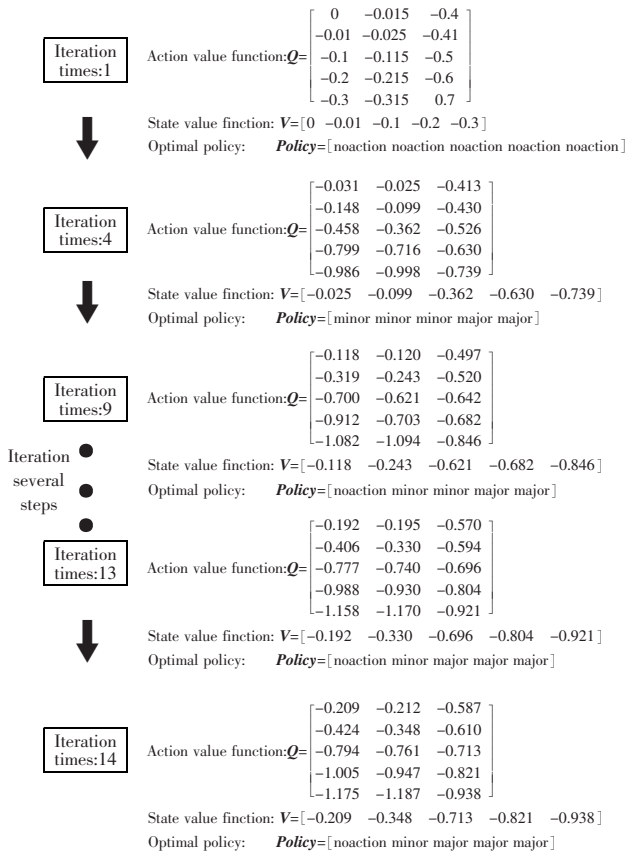 Iteration times:1
Action value function:Q=
0 −0.015 −0.4
−0.01 −0.025 −0.41
−0.1 −0.115 −0.5
−0.2 −0.215 −0.6
−0.3 −0.315 0.7
State value finction: V=[0 −0.01 −0.1 −0.2 −0.3]
Optimal policy: Policy=[noaction noaction noaction noaction noaction]
Iteration times:4
Action value function:Q=
−0.031 −0.025 −0.413
−0.148 −0.099 −0.430
−0.458 −0.362 −0.526
−0.799 −0.716 −0.630
−0.986 −0.998 −0.739
State value finction: V=[−0.025 −0.099 −0.362 −0.630 −0.739]
Optimal policy: Policy=[minor minor minor major major]
Iteration times:9
Action value function:Q=
−0.118 −0.120 −0.497
−0.319 −0.243 −0.520
−0.700 −0.621 −0.642
−0.912 −0.703 −0.682
−1.082 −1.094 −0.846
State value finction: V=[−0.118 −0.243 −0.621 −0.682 −0.846]
Optimal policy: Policy=[noaction minor minor major major]
Iteration
several
steps
Iteration times:13
Action value function:Q=
−0.192 −0.195 −0.570
−0.406 −0.330 −0.594
−0.777 −0.740 −0.696
−0.988 −0.930 −0.804
−1.158 −1.170 −0.921
State value finction: V=[−0.192 −0.330 −0.696 −0.804 −0.921]
Optimal policy: Policy=[noaction minor major major major]
Iteration times:14
Action value function:Q=
−0.209 −0.212 −0.587
−0.424 −0.348 −0.610
−0.794 −0.761 −0.713
−1.005 −0.947 −0.821
−1.175 −1.187 −0.938
State value finction: V=[−0.209 −0.348 −0.713 −0.821 −0.938]
Optimal policy: Policy=[noaction minor major major major]